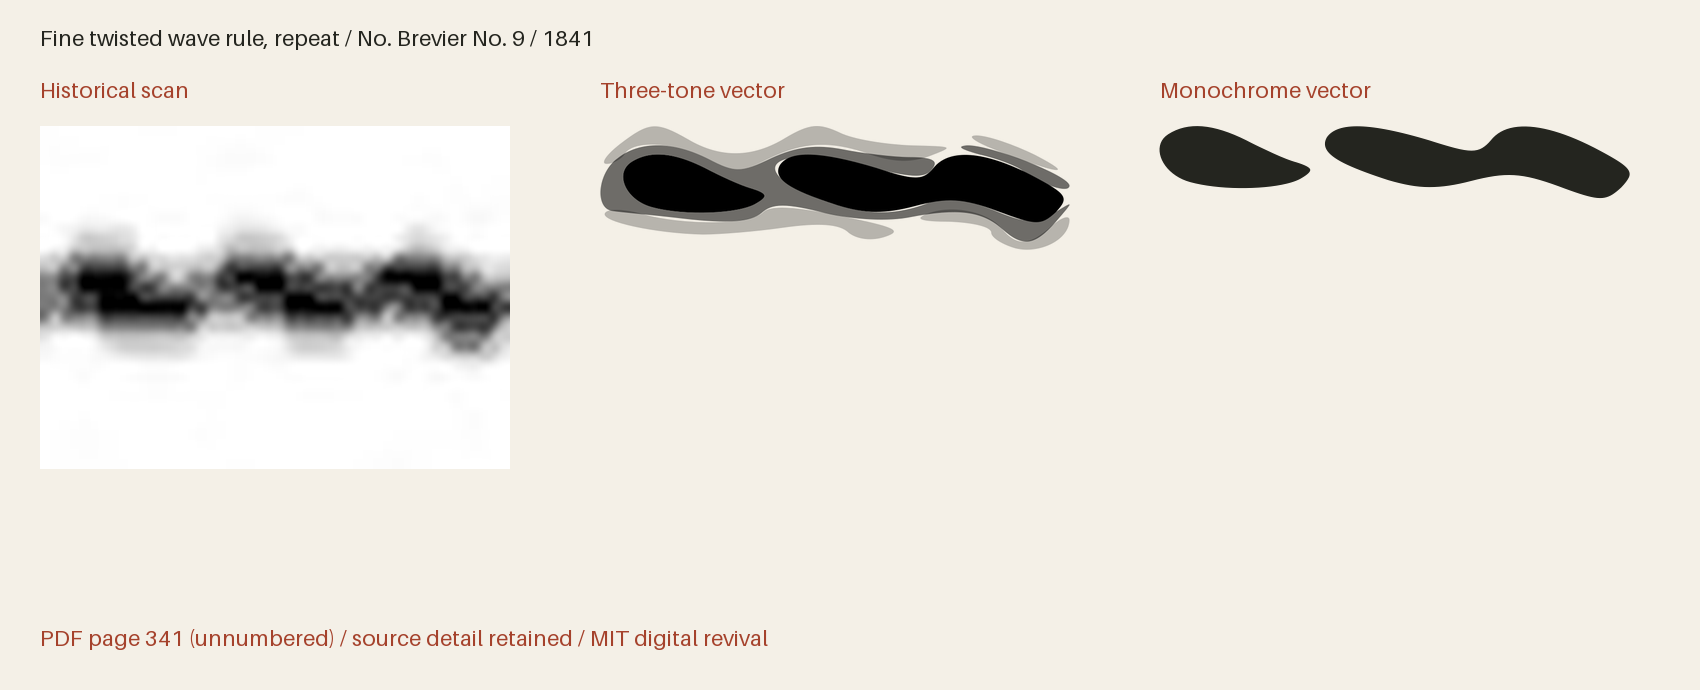 Fine twisted wave rule, repeat / No. Brevier No. 9 / 1841
Historical scan
Three-tone vector
Monochrome vector
PDF page 341 (unnumbered) / source detail retained / MIT digital revival